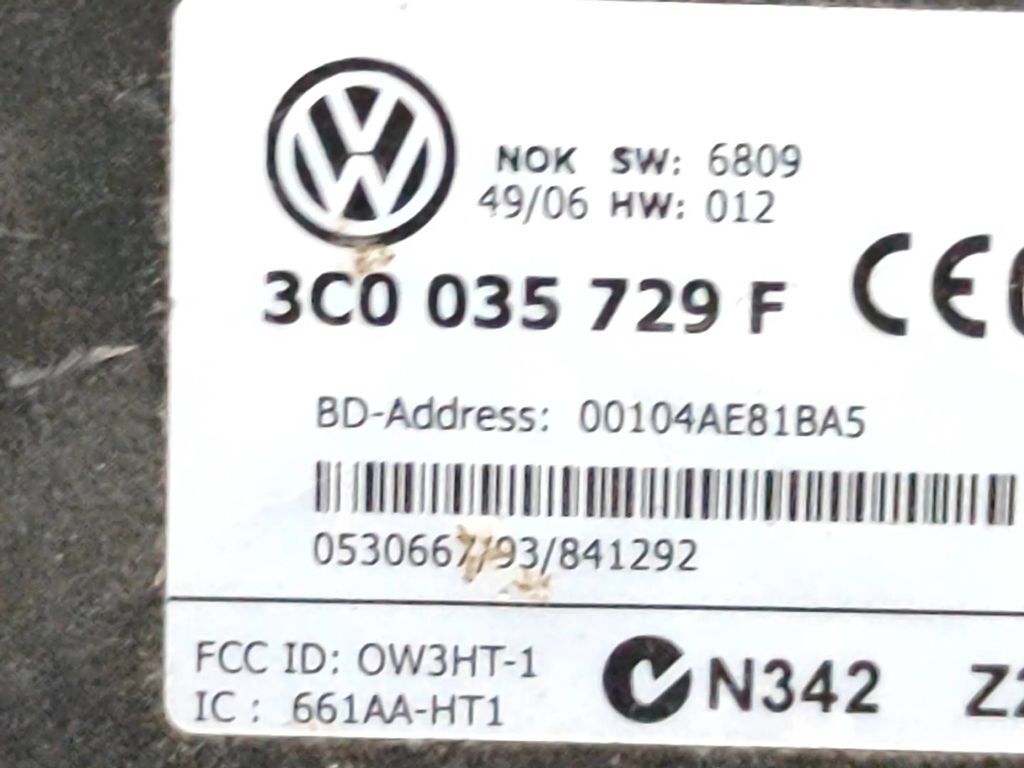 NOK SW: 6809
49/06 HW: 012
3C0 035 729 F CE
BD-Address: 00104AE81BA5
0530667/93/841292
FCC ID: OW3HT-1
N342
IC : 661AA-HT1